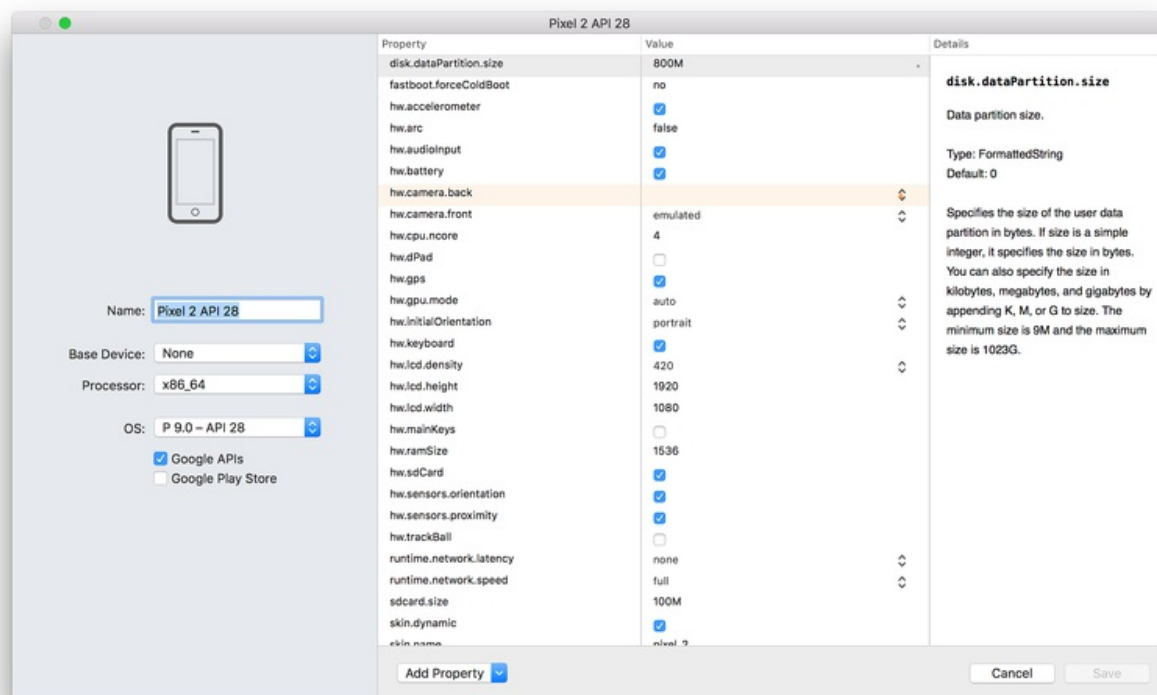 Pixel 2 API 28
Property Value Details
disk.dataPartition.size 800M
fastboot.forceColdBoot no
hw.accelerometer
hw.arc false
hw.audioInput
hw.battery
hw.camera.back
hw.camera.front emulated
hw.cpu.ncore 4
hw.dPad
hw.gps
hw.gpu.mode auto
hw.initialOrientation portrait
hw.keyboard
hw.lcd.density 420
hw.lcd.height 1920
hw.lcd.width 1080
hw.mainKeys
hw.ramSize 1536
hw.sdCard
hw.sensors.orientation
hw.sensors.proximity
hw.trackBall
runtime.network.latency none
runtime.network.speed full
sdcard.size 100M
skin.dynamic
skin.name pixel_2
Name: Pixel 2 API 28
Base Device: None
Processor: x86_64
OS: P 9.0 – API 28
Google APIs
Google Play Store
disk.dataPartition.size
Data partition size.
Type: FormattedString
Default: 0
Specifies the size of the user data
partition in bytes. If size is a simple
integer, it specifies the size in bytes.
You can also specify the size in
kilobytes, megabytes, and gigabytes by
appending K, M, or G to size. The
minimum size is 9M and the maximum
size is 1023G.
Add Property
Cancel
Save